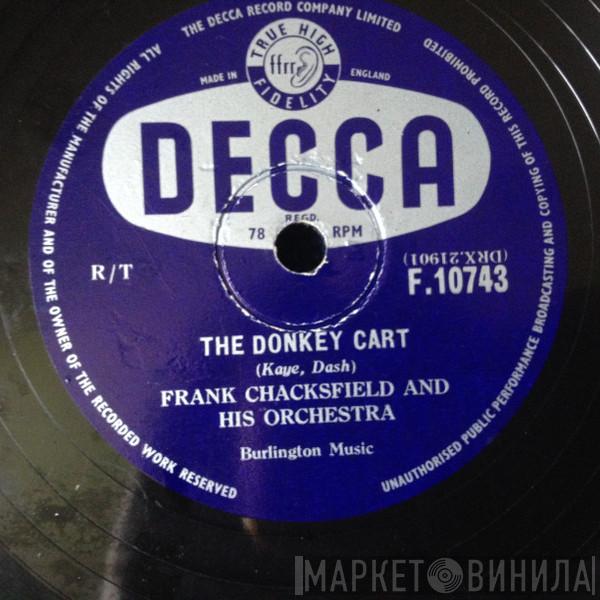 ALL RIGHTS OF THE MANUFACTURER AND OF THE OWNER OF THE RECORDED WORK RESERVED
THE DECCA RECORD COMPANY LIMITED
UNAUTHORISED PUBLIC PERFORMANCE BROADCASTING AND COPYING OF THIS RECORD PROHIBITED
TRUE HIGH
ffrr
FIDELITY
MADE IN ENGLAND
DECCA
REGD.
78 RPM
(DRX.21901)
R/T F.10743
THE DONKEY CART
(Kaye, Dash)
FRANK CHACKSFIELD AND
HIS ORCHESTRA
Burlington Music
МАРКЕТ ВИНИЛА